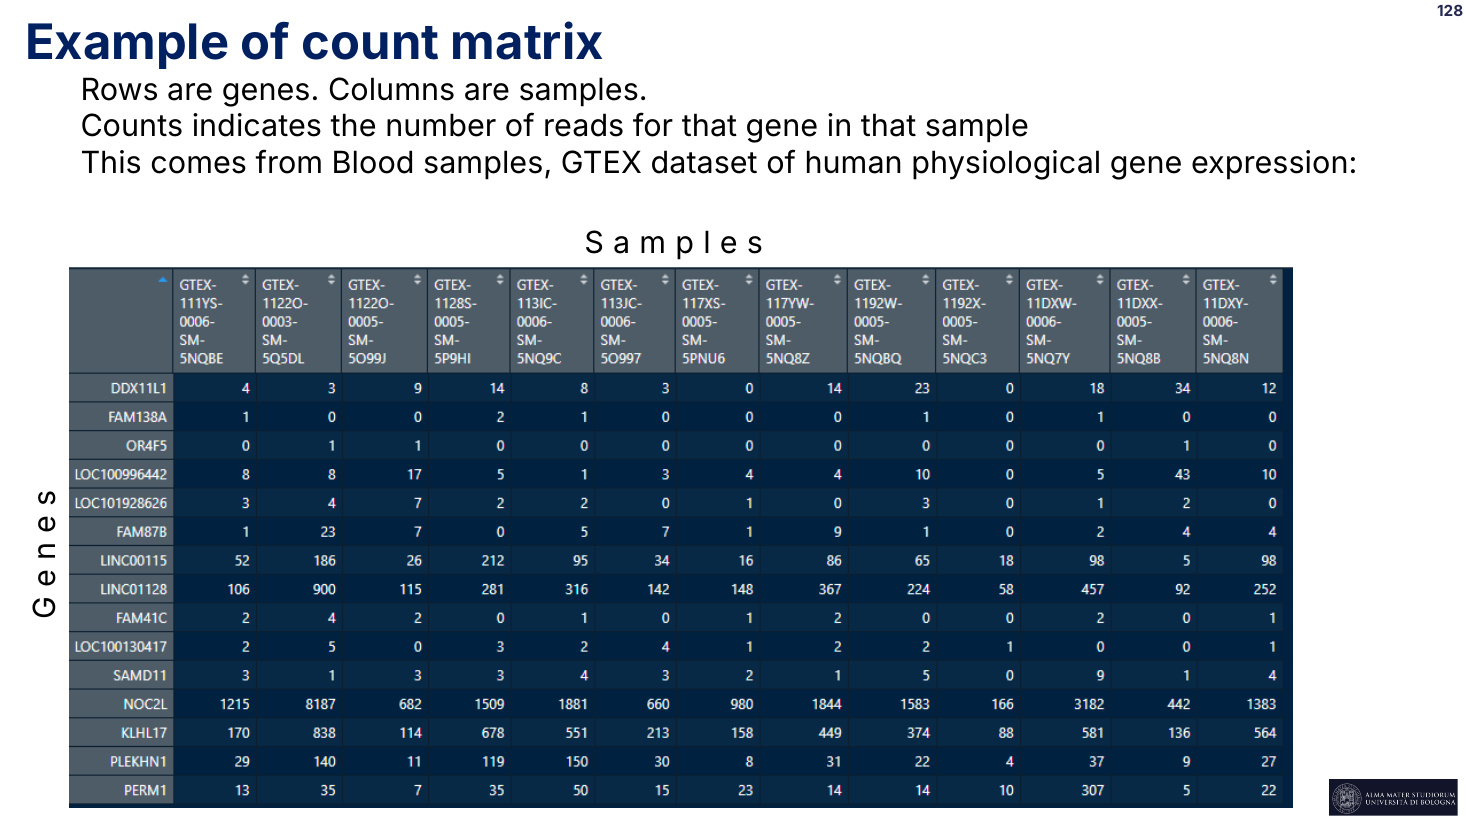 128
Example of count matrix
Rows are genes. Columns are samples.
Counts indicates the number of reads for that gene in that sample
This comes from Blood samples, GTEX dataset of human physiological gene expression:
Samples
GTEX-111YS-0006-SM-5NQBE GTEX-1122O-0003-SM-5Q5DL GTEX-1122O-0005-SM-5O99J GTEX-1128S-0005-SM-5P9HI GTEX-113IC-0006-SM-5NQ9C GTEX-113JC-0006-SM-5O997 GTEX-117XS-0005-SM-5PNU6 GTEX-117YW-0005-SM-5NQ8Z GTEX-1192W-0005-SM-5NQBQ GTEX-1192X-0005-SM-5NQC3 GTEX-11DXW-0006-SM-5NQ7Y GTEX-11DXX-0005-SM-5NQ8B GTEX-11DXY-0006-SM-5NQ8N
Genes
DDX11L1 4 3 9 14 8 3 0 14 23 0 18 34 12
FAM138A 1 0 0 2 1 0 0 0 1 0 1 0 0
OR4F5 0 1 1 0 0 0 0 0 0 0 0 1 0
LOC100996442 8 8 17 5 1 3 4 4 10 0 5 43 10
LOC101928626 3 4 7 2 2 0 1 0 3 0 1 2 0
FAM87B 1 23 7 0 5 7 1 9 1 0 2 4 4
LINC00115 52 186 26 212 95 34 16 86 65 18 98 5 98
LINC01128 106 900 115 281 316 142 148 367 224 58 457 92 252
FAM41C 2 4 2 0 1 0 1 2 0 0 2 0 1
LOC100130417 2 5 0 3 2 4 1 2 2 1 0 0 1
SAMD11 3 1 3 3 4 3 2 1 5 0 9 1 4
NOC2L 1215 8187 682 1509 1881 660 980 1844 1583 166 3182 442 1383
KLHL17 170 838 114 678 551 213 158 449 374 88 581 136 564
PLEKHN1 29 140 11 119 150 30 8 31 22 4 37 9 27
PERM1 13 35 7 35 50 15 23 14 14 10 307 5 22
ALMA MATER STUDIORUM
UNIVERSITÀ DI BOLOGNA